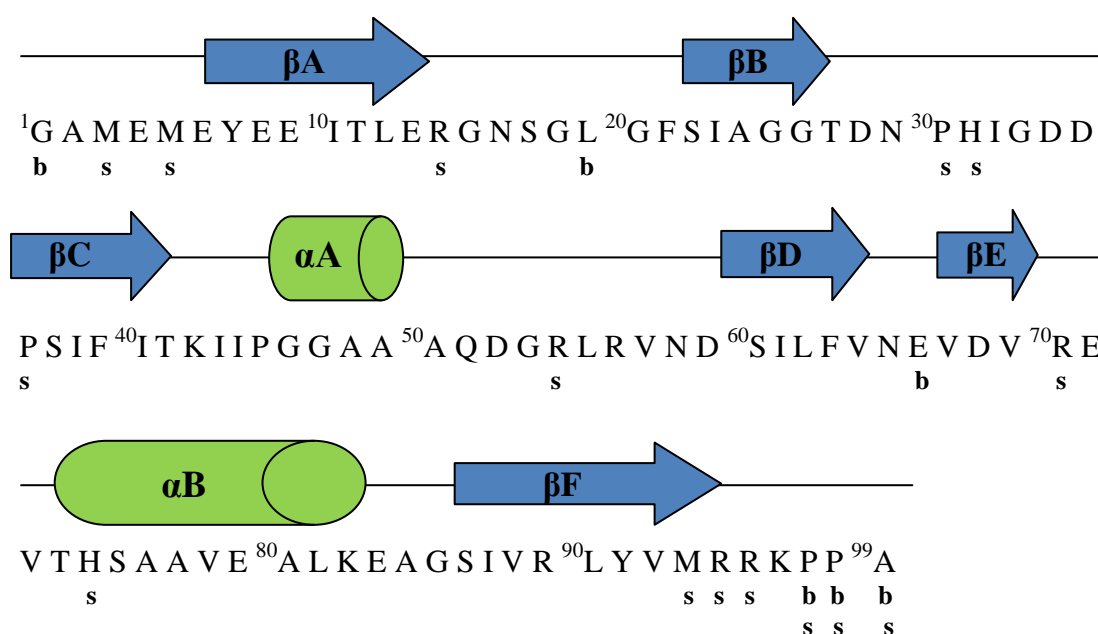 βA βB
¹G A M E M E Y E E ¹⁰I T L E R G N S G L ²⁰G F S I A G G T D N ³⁰P H I G D D
b s s s b s s
βC αA βD βE
P S I F ⁴⁰I T K I I P G G A A ⁵⁰A Q D G R L R V N D ⁶⁰S I L F V N E V D V ⁷⁰R E
s s b s
αB βF
V T H S A A V E ⁸⁰A L K E A G S I V R ⁹⁰L Y V M R R K P P ⁹⁹A
s s s s b b b
s s s